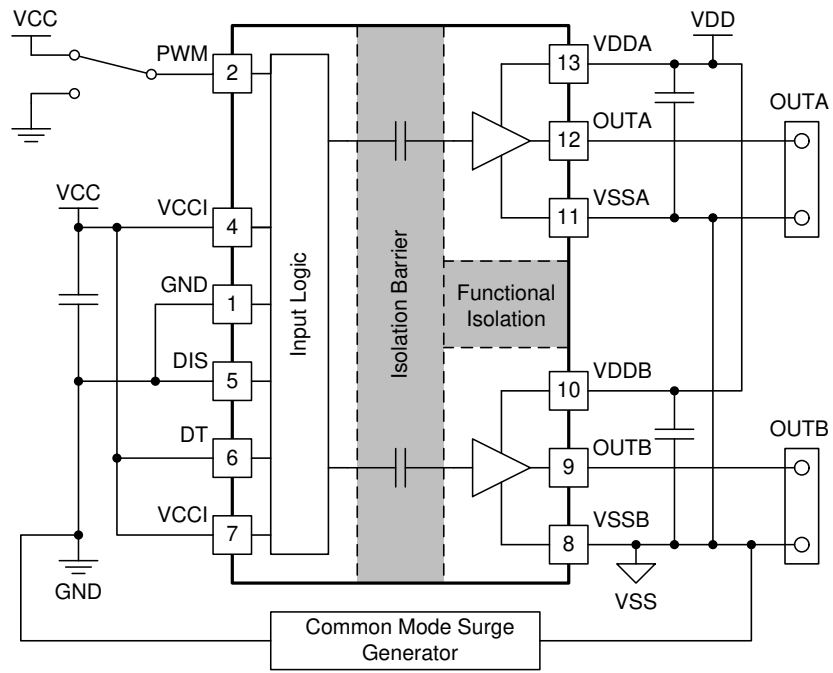 VCC
PWM
2
VCC
VCCI
4
GND
1
DIS
5
DT
6
VCCI
7
GND
Input Logic
Isolation Barrier
Functional
Isolation
VDD
VDDA
13
OUTA
12
VSSA
11
OUTA
VDDB
10
OUTB
9
VSSB
8
OUTB
VSS
Common Mode Surge
Generator